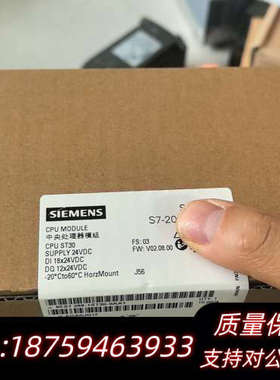 SIEMENS
S7-20
CPU MODULE
中央处理器模组
CPU ST30
SUPPLY 24VDC
DI 18x24VDC
DQ 12x24VDC
-20°Cto60°C HorzMount
FS: 03
FW: V02.08.00
J56
质量保
:18759463933
支持对公